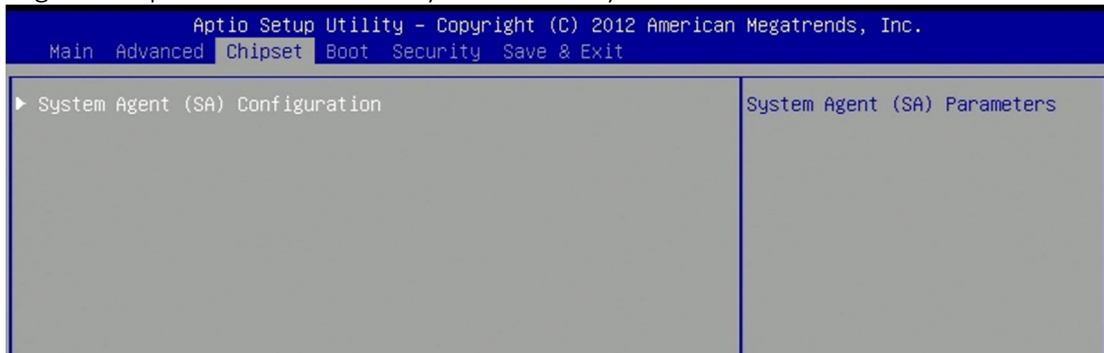 Aptio Setup Utility – Copyright (C) 2012 American Megatrends, Inc.
Main Advanced Chipset Boot Security Save & Exit
▶ System Agent (SA) Configuration
System Agent (SA) Parameters